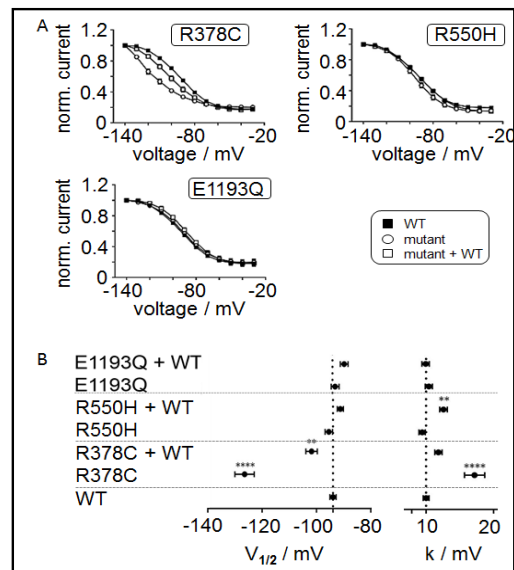 A
R378C
R550H
norm. current
1.2
0.8
0.4
0
-140
-80
-20
voltage / mV
norm. current
1.2
0.8
0.4
0
-140
-80
-20
voltage / mV
E1193Q
norm. current
1.2
0.8
0.4
0
-140
-80
-20
voltage / mV
WT
mutant
mutant + WT
B
E1193Q + WT
E1193Q
R550H + WT
**
R550H
R378C + WT
**
R378C
****
****
WT
-140
-120
-100
-80
10
20
V1/2 / mV
k / mV